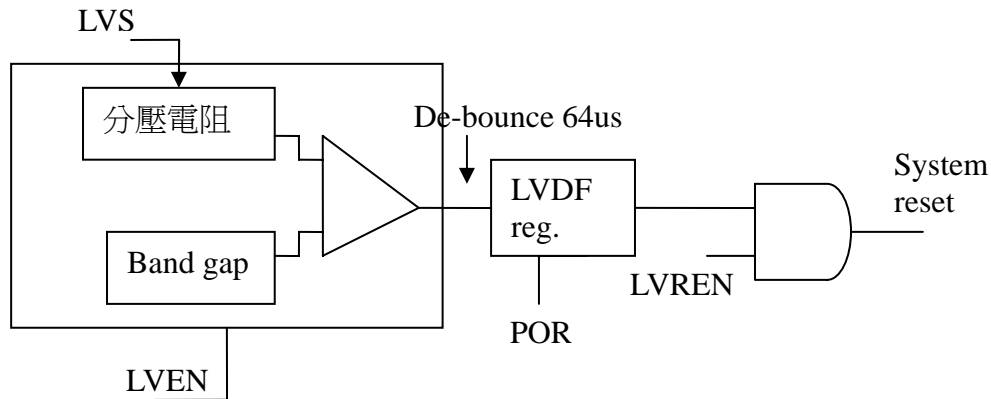 LVS
分壓電阻
De-bounce 64us
System
reset
LVDF
reg.
Band gap
LVREN
POR
LVEN